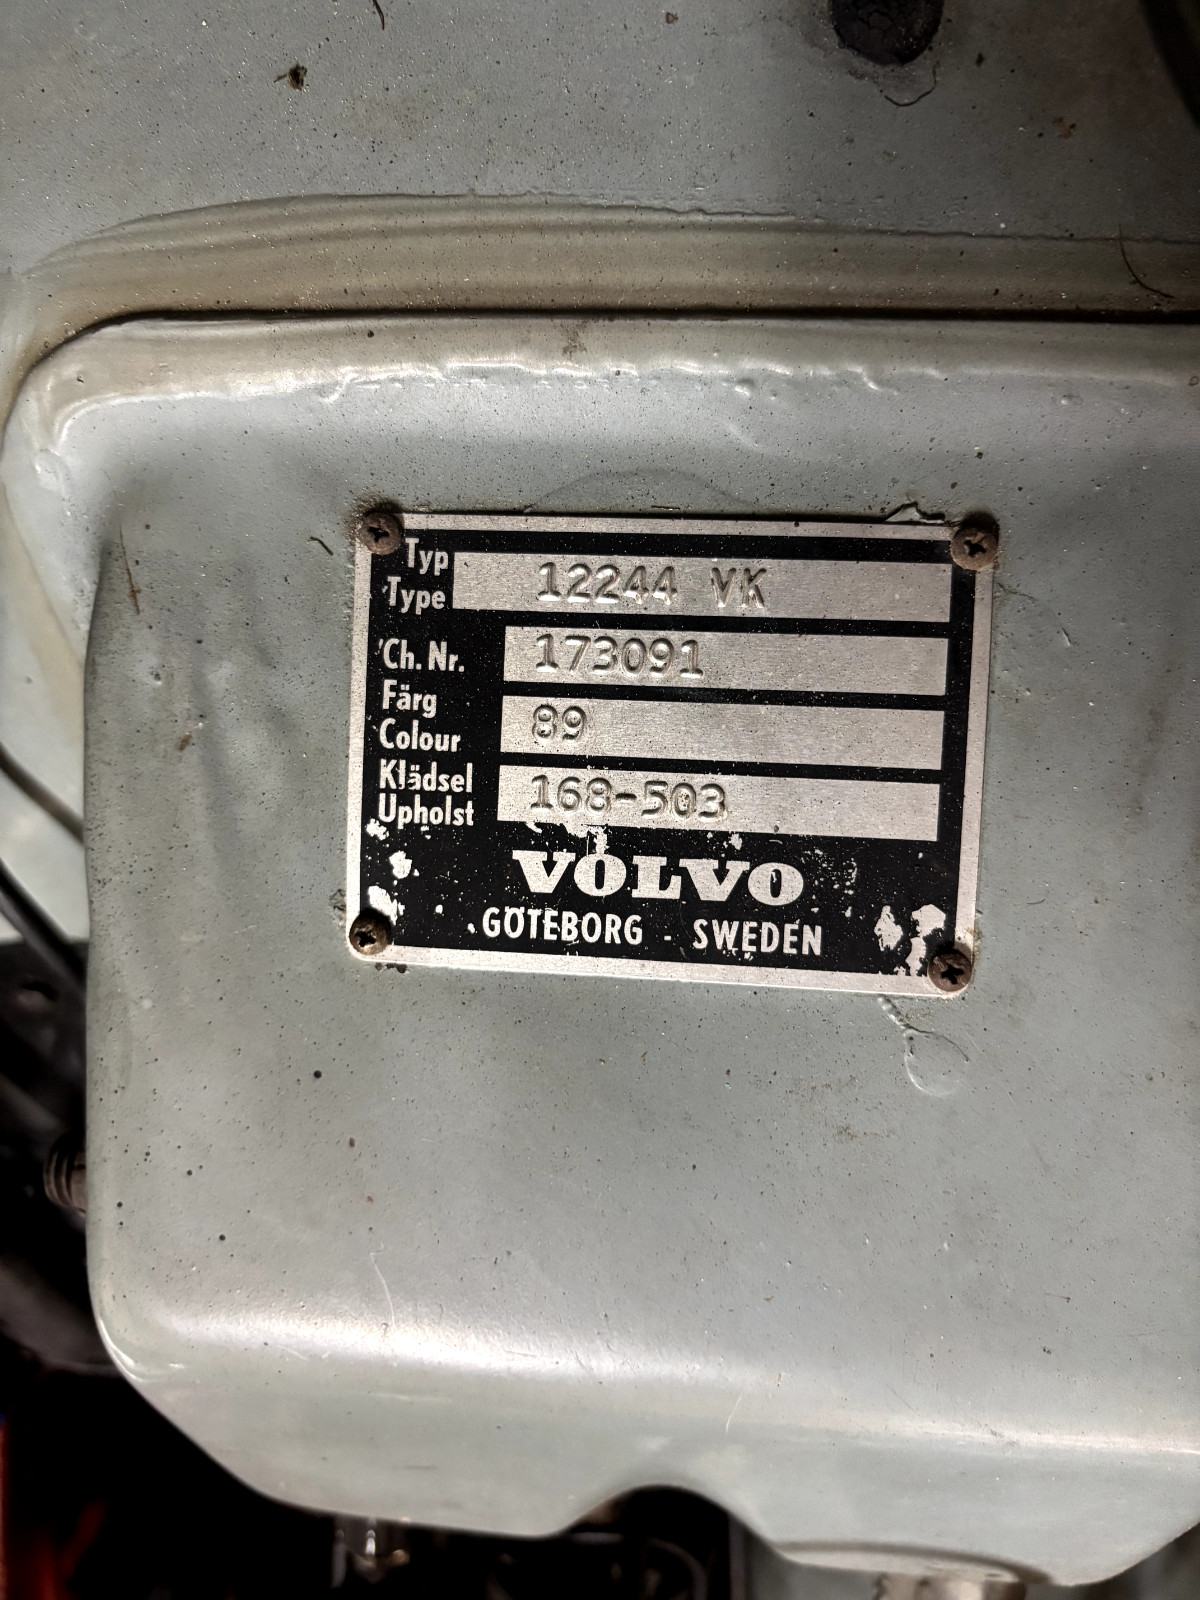 Typ
Type 12244 VK
Ch. Nr. 173091
Färg
Colour 89
Klädsel
Upholst 168-503
VOLVO
GÖTEBORG - SWEDEN